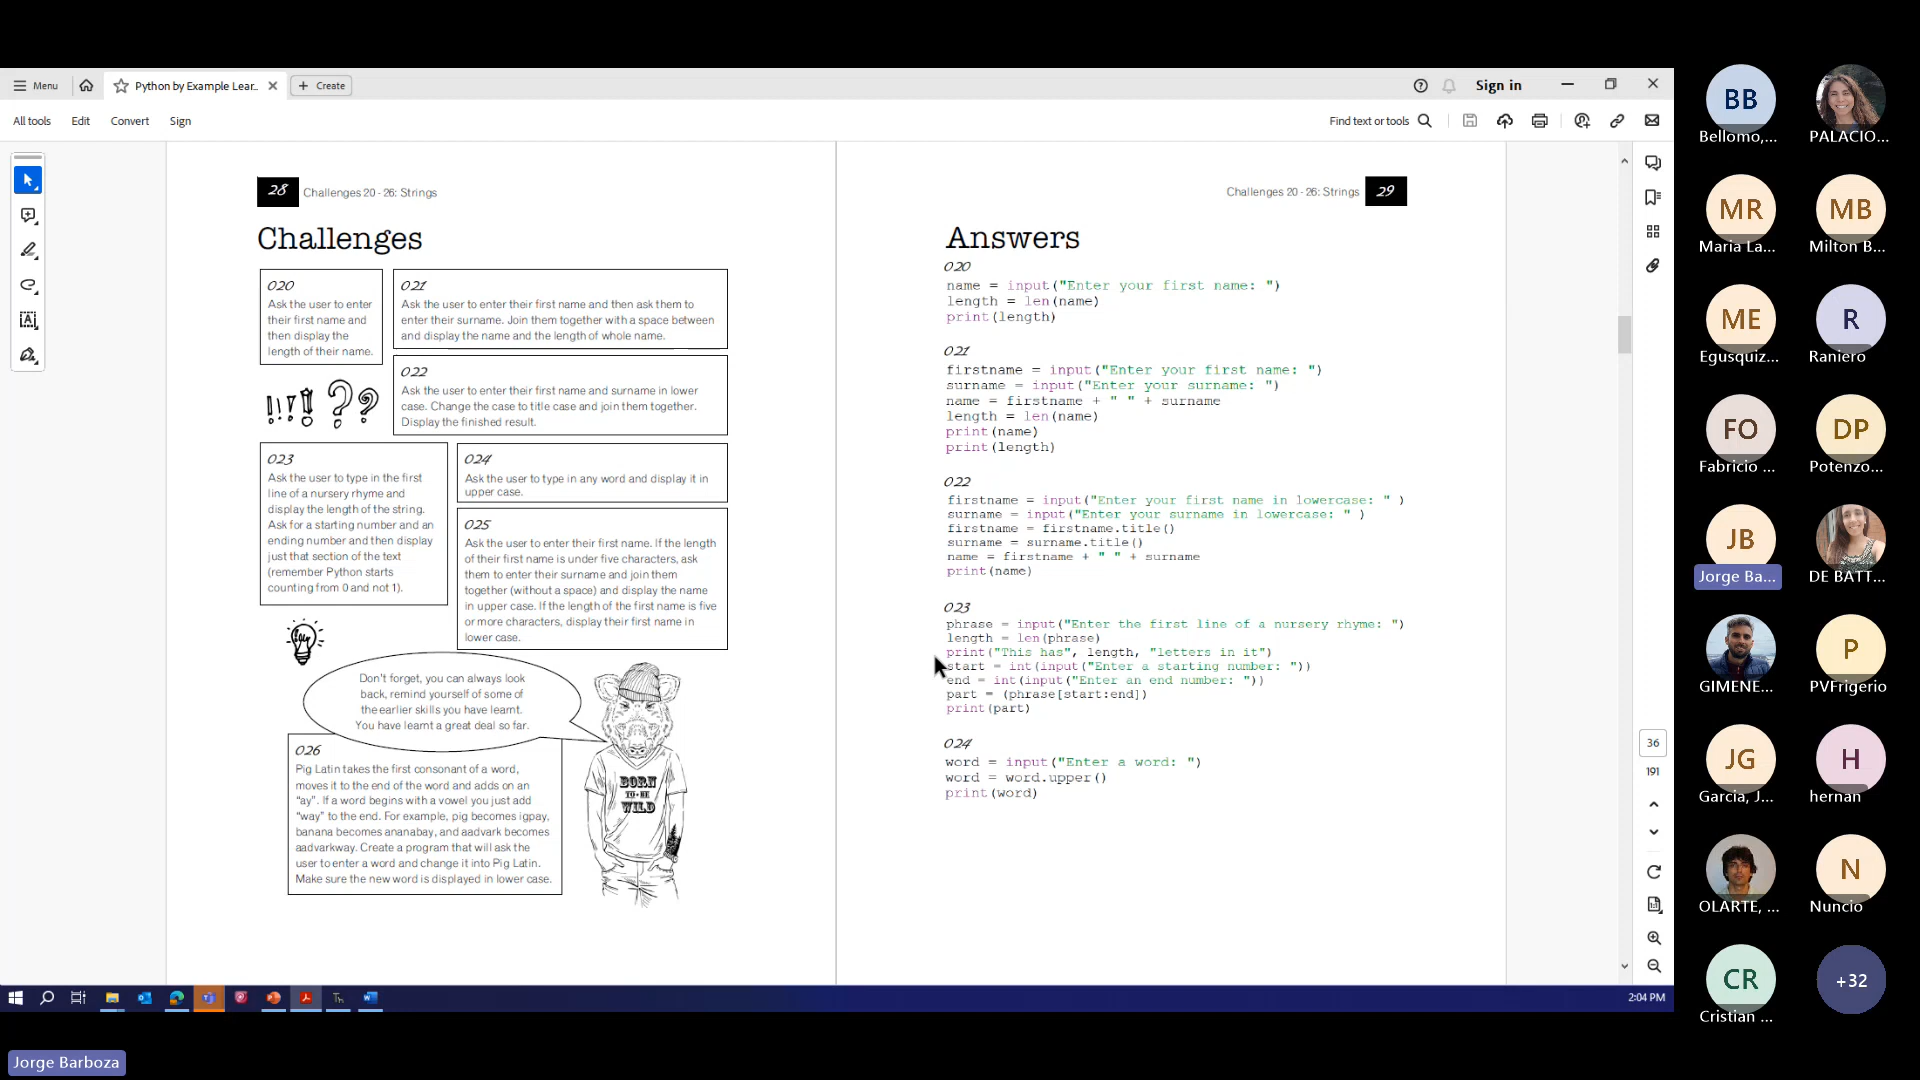 Menu
Python by Example Lear..
Create
Sign in
All tools
Edit
Convert
Sign
Find text or tools
28
Challenges 20 - 26: Strings
Challenges
020
Ask the user to enter
their first name and
then display the
length of their name.
021
Ask the user to enter their first name and then ask them to
enter their surname. Join them together with a space between
and display the name and the length of whole name.
022
Ask the user to enter their first name and surname in lower
case. Change the case to title case and join them together.
Display the finished result.
023
Ask the user to type in the first
line of a nursery rhyme and
display the length of the string.
Ask for a starting number and an
ending number and then display
just that section of the text
(remember Python starts
counting from 0 and not 1).
024
Ask the user to type in any word and display it in
upper case.
025
Ask the user to enter their first name. If the length
of their first name is under five characters, ask
them to enter their surname and join them
together (without a space) and display the name
in upper case. If the length of the first name is five
or more characters, display their first name in
lower case.
Don't forget, you can always look
back, remind yourself of some of
the earlier skills you have learnt.
You have learnt a great deal so far.
026
Pig Latin takes the first consonant of a word,
moves it to the end of the word and adds on an
"ay". If a word begins with a vowel you just add
"way" to the end. For example, pig becomes igpay,
banana becomes ananabay, and aadvark becomes
aadvarkway. Create a program that will ask the
user to enter a word and change it into Pig Latin.
Make sure the new word is displayed in lower case.
BORN
TO·BE
WILD
Challenges 20 - 26: Strings
29
Answers
020
name = input("Enter your first name: ")
length = len(name)
print(length)
021
firstname = input("Enter your first name: ")
surname = input("Enter your surname: ")
name = firstname + " " + surname
length = len(name)
print(name)
print(length)
022
firstname = input("Enter your first name in lowercase: " )
surname = input("Enter your surname in lowercase: " )
firstname = firstname.title()
surname = surname.title()
name = firstname + " " + surname
print(name)
023
phrase = input("Enter the first line of a nursery rhyme: ")
length = len(phrase)
print("This has", length, "letters in it")
start = int(input("Enter a starting number: "))
end = int(input("Enter an end number: "))
part = (phrase[start:end])
print(part)
024
word = input("Enter a word: ")
word = word.upper()
print(word)
36
191
2:04 PM
BB
Bellomo,...
PALACIO...
MR
Maria La...
MB
Milton B...
ME
Egusquiz...
R
Raniero
FO
Fabricio ...
DP
Potenzo...
JB
Jorge Ba...
DE BATT...
GIMENE...
P
PVFrigerio
JG
Garcia, J...
H
hernan
OLARTE, ...
N
Nuncio
CR
Cristian ...
+32
Jorge Barboza